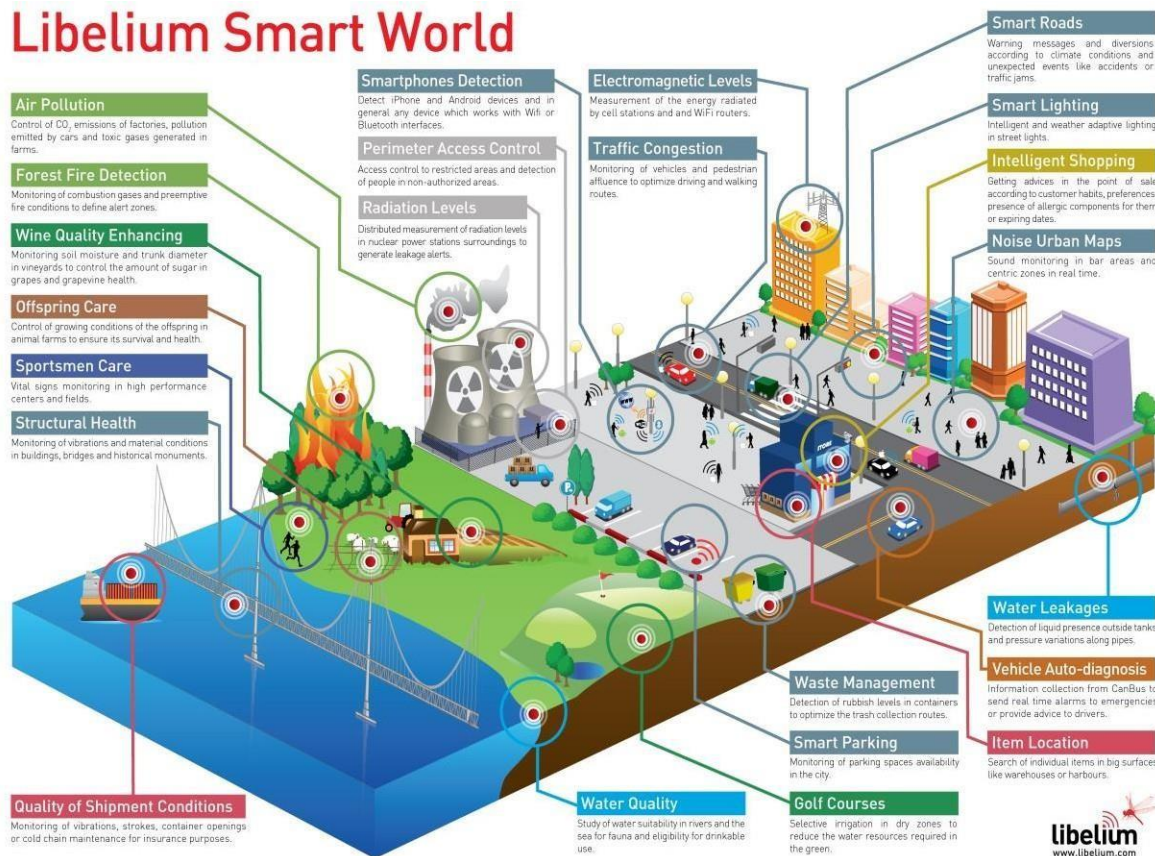 Libelium Smart World
Air Pollution
Control of CO₂ emissions of factories, pollution
emitted by cars and toxic gases generated in
farms.
Forest Fire Detection
Monitoring of combustion gases and preemptive
fire conditions to define alert zones.
Wine Quality Enhancing
Monitoring soil moisture and trunk diameter
in vineyards to control the amount of sugar in
grapes and grapevine health.
Offspring Care
Control of growing conditions of the offspring in
animal farms to ensure its survival and health.
Sportsmen Care
Vital signs monitoring in high performance
centers and fields.
Structural Health
Monitoring of vibrations and material conditions
in buildings, bridges and historical monuments.
Quality of Shipment Conditions
Monitoring of vibrations, strokes, container openings
or cold chain maintenance for insurance purposes.
Smartphones Detection
Detect iPhone and Android devices and in
general any device which works with Wifi or
Bluetooth interfaces.
Perimeter Access Control
Access control to restricted areas and detection
of people in non-authorized areas.
Radiation Levels
Distributed measurement of radiation levels
in nuclear power stations surroundings to
generate leakage alerts.
Electromagnetic Levels
Measurement of the energy radiated
by cell stations and and WiFi routers.
Traffic Congestion
Monitoring of vehicles and pedestrian
affluence to optimize driving and walking
routes.
Smart Roads
Warning messages and diversions
according to climate conditions and
unexpected events like accidents or
traffic jams.
Smart Lighting
Intelligent and weather adaptive lighting
in street lights.
Intelligent Shopping
Getting advices in the point of sale
according to customer habits, preferences,
presence of allergic components for them
or expiring dates.
Noise Urban Maps
Sound monitoring in bar areas and
centric zones in real time.
STORE
P
Water Leakages
Detection of liquid presence outside tanks
and pressure variations along pipes.
Vehicle Auto-diagnosis
Information collection from CanBus to
send real time alarms to emergencies
or provide advice to drivers.
Item Location
Search of individual items in big surfaces
like warehouses or harbours.
Waste Management
Detection of rubbish levels in containers
to optimize the trash collection routes.
Smart Parking
Monitoring of parking spaces availability
in the city.
Golf Courses
Selective irrigation in dry zones to
reduce the water resources required in
the green.
Water Quality
Study of water suitability in rivers and the
sea for fauna and eligibility for drinkable
use.
libelium
www.libelium.com